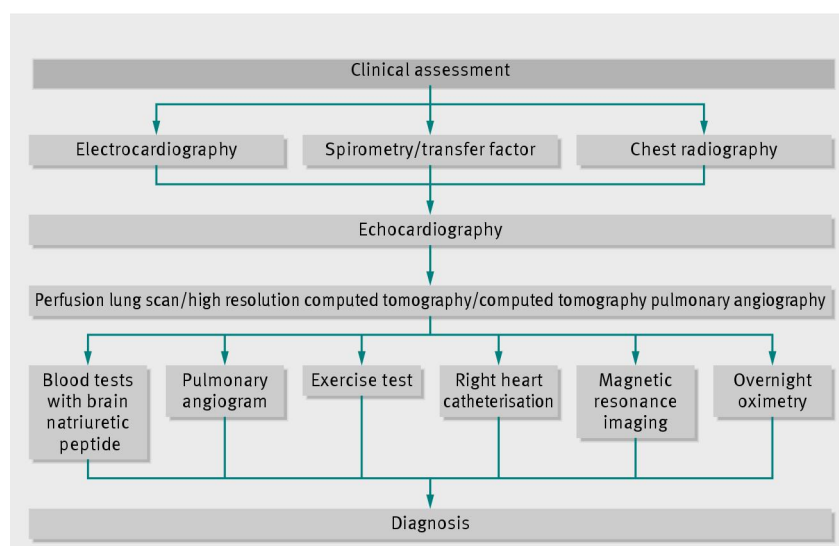 Clinical assessment
Electrocardiography
Spirometry/transfer factor
Chest radiography
Echocardiography
Perfusion lung scan/high resolution computed tomography/computed tomography pulmonary angiography
Blood tests
with brain
natriuretic
peptide
Pulmonary
angiogram
Exercise test
Right heart
catheterisation
Magnetic
resonance
imaging
Overnight
oximetry
Diagnosis